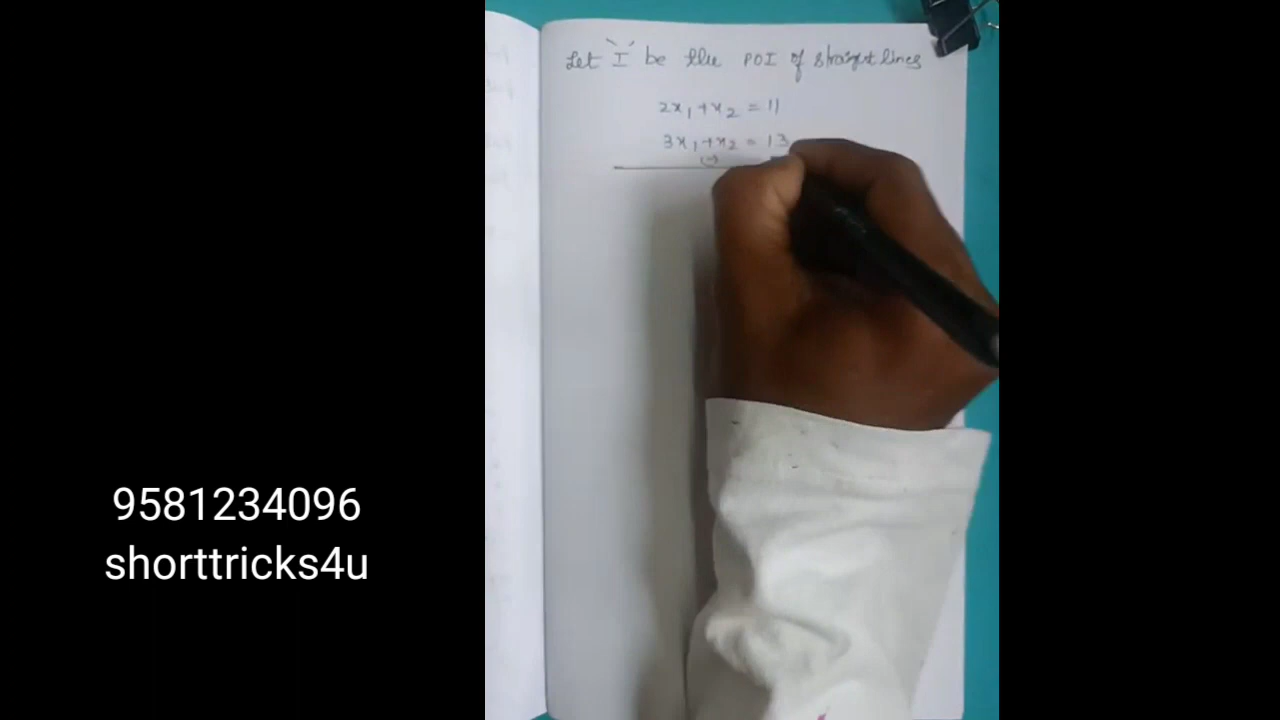 Let 'I' be the POI of straight lines
2x₁+x₂ = 11
3x₁+x₂ = 13
(-)
9581234096
shorttricks4u